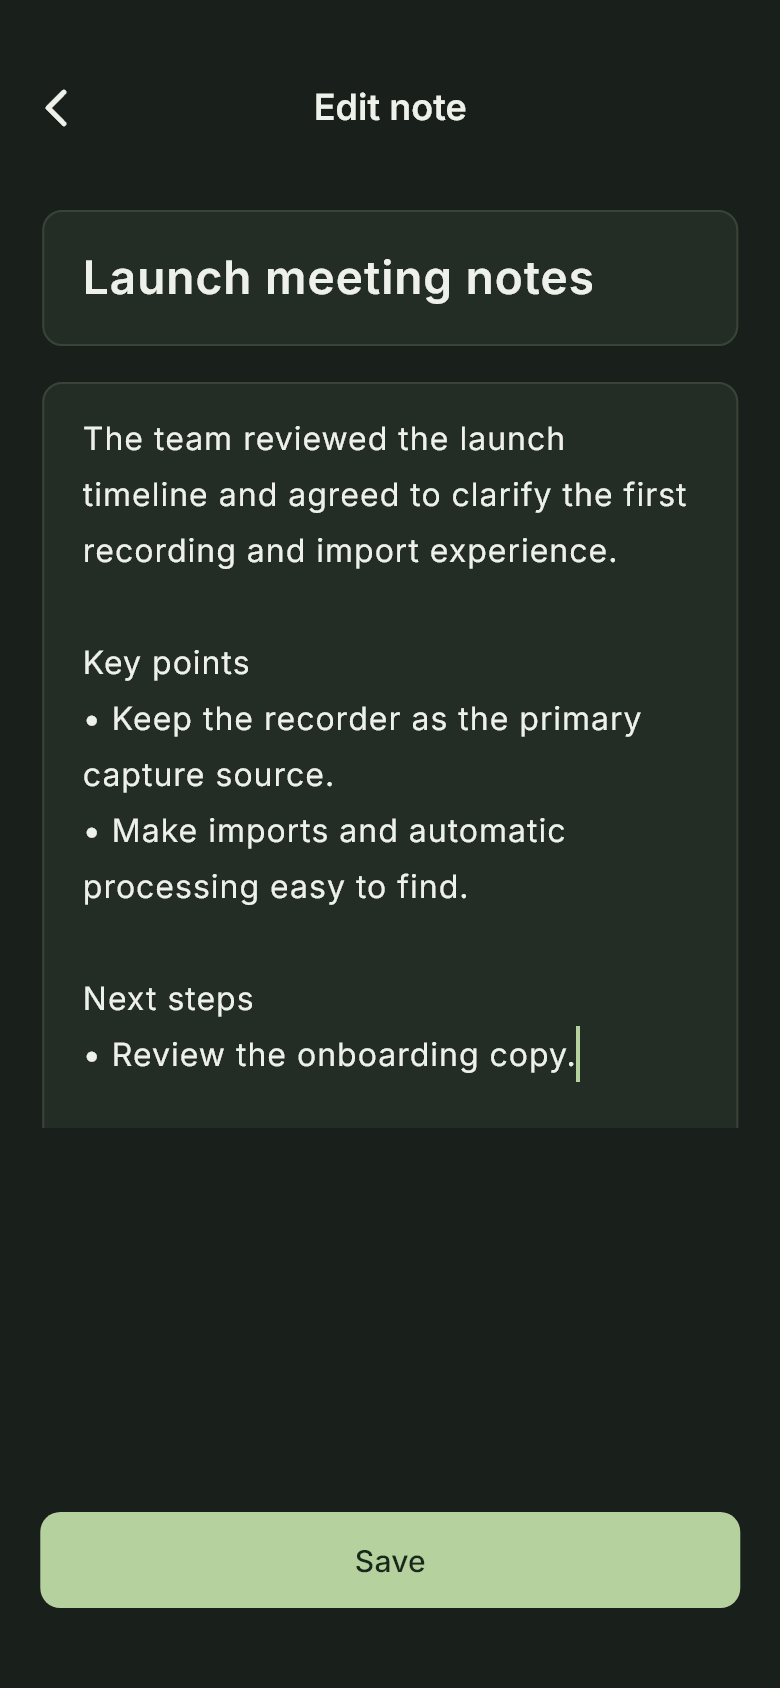 Edit note
Launch meeting notes
The team reviewed the launch
timeline and agreed to clarify the first
recording and import experience.
Key points
• Keep the recorder as the primary
capture source.
• Make imports and automatic
processing easy to find.
Next steps
• Review the onboarding copy.
Save